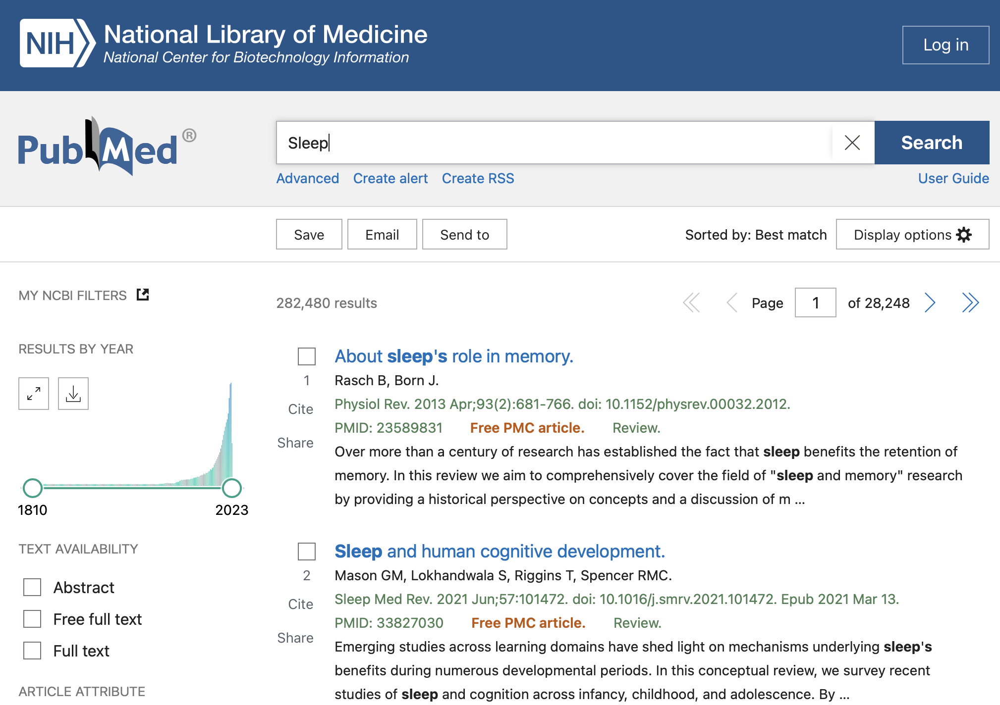 NIH National Library of Medicine
National Center for Biotechnology Information
Log in
PubMed ®
Sleep
Search
Advanced Create alert Create RSS
User Guide
Save Email Send to
Sorted by: Best match
Display options
MY NCBI FILTERS
282,480 results
Page 1 of 28,248
RESULTS BY YEAR
1810
2023
TEXT AVAILABILITY
Abstract
Free full text
Full text
ARTICLE ATTRIBUTE
About sleep's role in memory.
1
Cite
Share
Rasch B, Born J.
Physiol Rev. 2013 Apr;93(2):681-766. doi: 10.1152/physrev.00032.2012.
PMID: 23589831 Free PMC article. Review.
Over more than a century of research has established the fact that sleep benefits the retention of
memory. In this review we aim to comprehensively cover the field of "sleep and memory" research
by providing a historical perspective on concepts and a discussion of m ...
Sleep and human cognitive development.
2
Cite
Share
Mason GM, Lokhandwala S, Riggins T, Spencer RMC.
Sleep Med Rev. 2021 Jun;57:101472. doi: 10.1016/j.smrv.2021.101472. Epub 2021 Mar 13.
PMID: 33827030 Free PMC article. Review.
Emerging studies across learning domains have shed light on mechanisms underlying sleep's
benefits during numerous developmental periods. In this conceptual review, we survey recent
studies of sleep and cognition across infancy, childhood, and adolescence. By ...